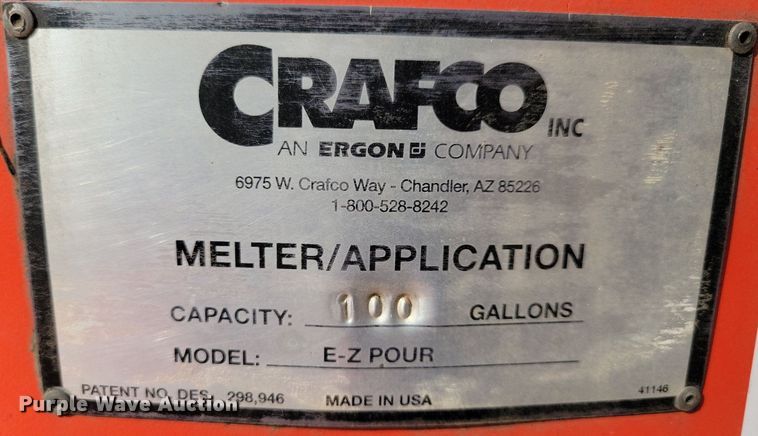 CRAFCO INC
AN ERGON COMPANY
6975 W. Crafco Way - Chandler, AZ 85226
1-800-528-8242
MELTER/APPLICATION
CAPACITY: 100 GALLONS
MODEL: E-Z POUR
PATENT NO. DES. 298,946 MADE IN USA 41146
Purple Wave Auction